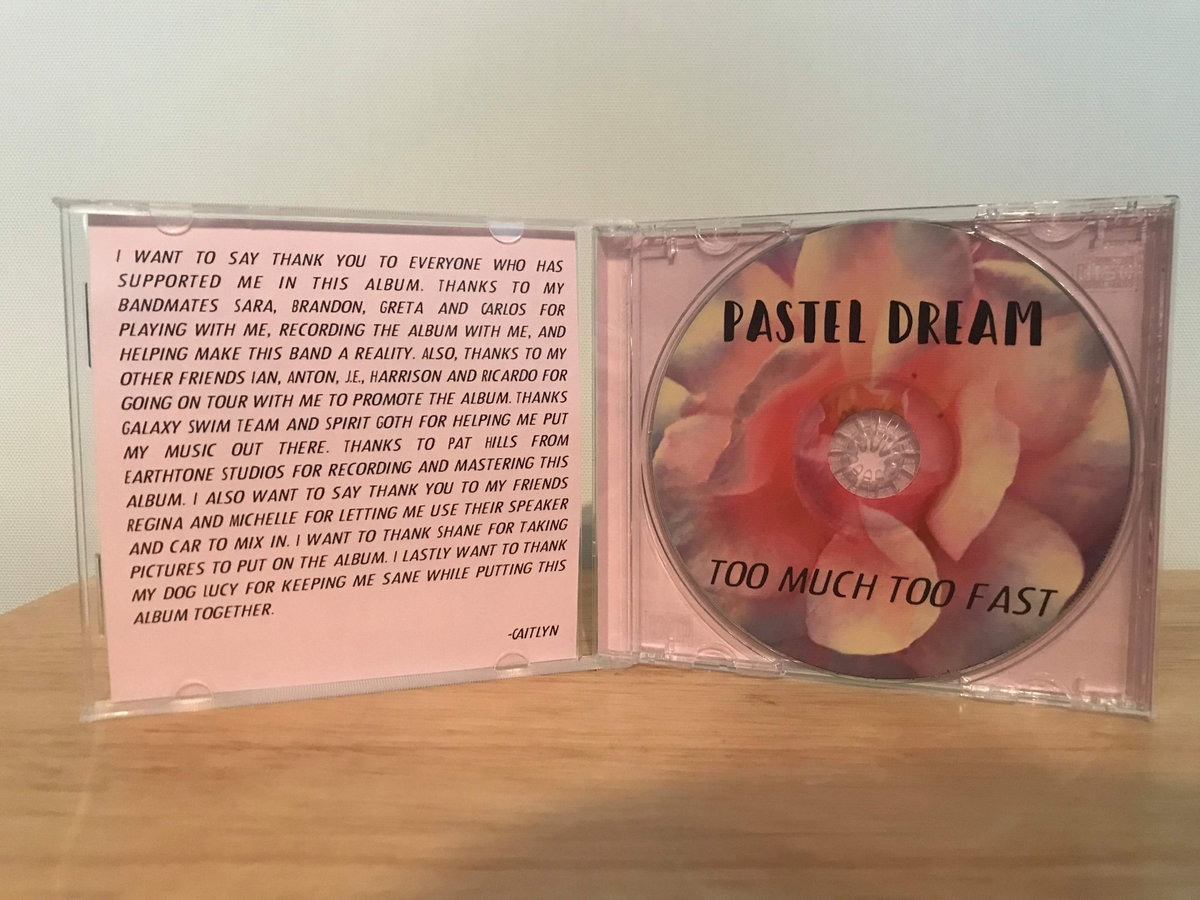 I WANT TO SAY THANK YOU TO EVERYONE WHO HAS
SUPPORTED ME IN THIS ALBUM. THANKS TO MY
BANDMATES SARA, BRANDON, GRETA AND CARLOS FOR
PLAYING WITH ME, RECORDING THE ALBUM WITH ME, AND
HELPING MAKE THIS BAND A REALITY. ALSO, THANKS TO MY
OTHER FRIENDS IAN, ANTON, J.E., HARRISON AND RICARDO FOR
GOING ON TOUR WITH ME TO PROMOTE THE ALBUM. THANKS
GALAXY SWIM TEAM AND SPIRIT GOTH FOR HELPING ME PUT
MY MUSIC OUT THERE. THANKS TO PAT HILLS FROM
EARTHTONE STUDIOS FOR RECORDING AND MASTERING THIS
ALBUM. I ALSO WANT TO SAY THANK YOU TO MY FRIENDS
REGINA AND MICHELLE FOR LETTING ME USE THEIR SPEAKER
AND CAR TO MIX IN. I WANT TO THANK SHANE FOR TAKING
PICTURES TO PUT ON THE ALBUM. I LASTLY WANT TO THANK
MY DOG LUCY FOR KEEPING ME SANE WHILE PUTTING THIS
ALBUM TOGETHER.
-CAITLYN
PASTEL DREAM
TOO MUCH TOO FAST